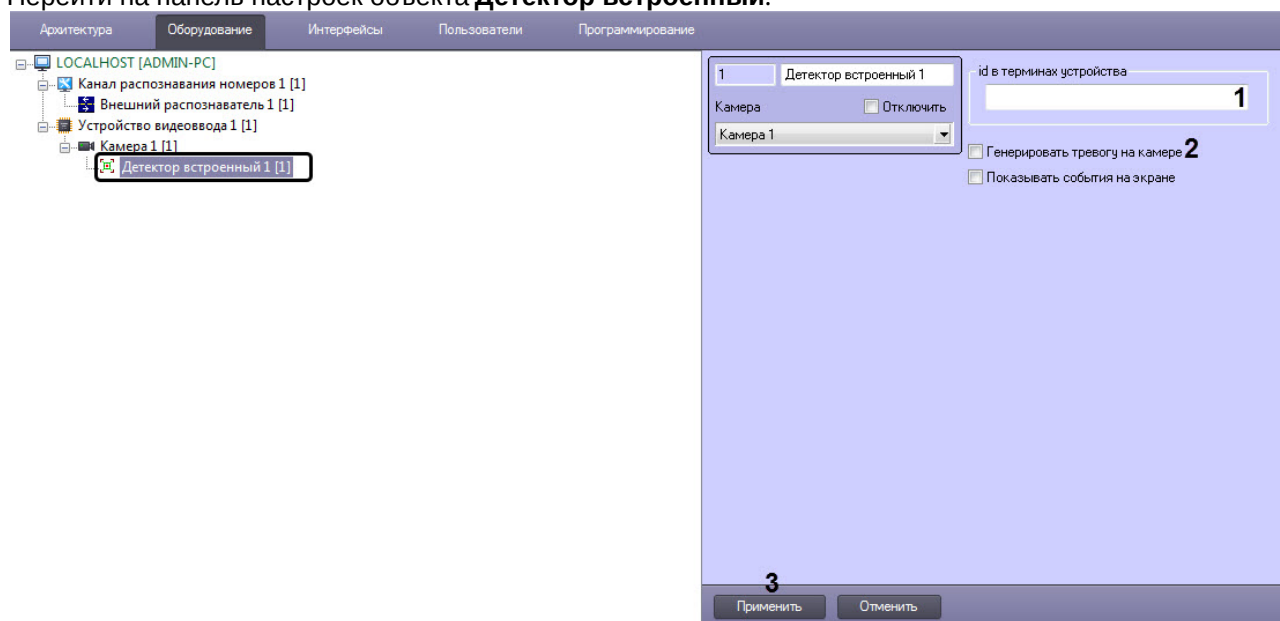 Перейти на панель настроек объекта Детектор встроенный.
Архитектура Оборудование Интерфейсы Пользователи Программирование
LOCALHOST [ADMIN-PC]
Канал распознавания номеров 1 [1]
Внешний распознаватель 1 [1]
Устройство видеоввода 1 [1]
Камера 1 [1]
Детектор встроенный 1 [1]
1 Детектор встроенный 1
Камера Отключить
Камера 1
id в терминах устройства
1
Генерировать тревогу на камере 2
Показывать события на экране
3
Применить Отменить